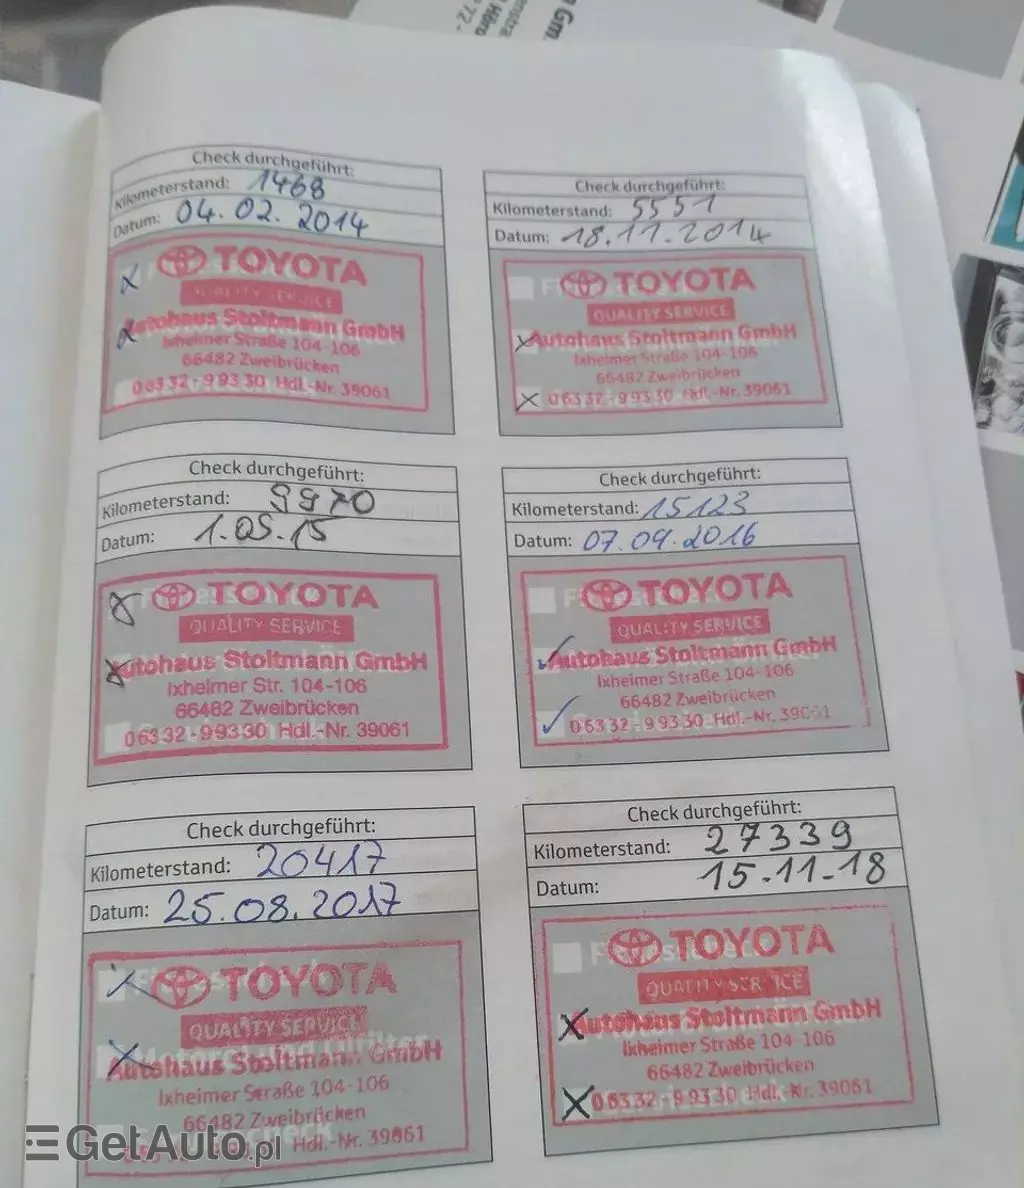 Gm
72-
Check durchgeführt:
Kilometerstand: 1468
Datum: 04.02.2014
TOYOTA
QUALITY SERVICE
Autohaus Stoltmann GmbH
Ixheimer Straße 104-106
66482 Zweibrücken
06332-99330 Hdl.-Nr. 39061
Check durchgeführt:
Kilometerstand: 5551
Datum: 18.11.2014
TOYOTA
QUALITY SERVICE
Autohaus Stoltmann GmbH
Ixheimer Straße 104-106
66482 Zweibrücken
06332-99330 Hdl.-Nr. 39061
Check durchgeführt:
Kilometerstand: 9970
Datum: 1.09.15
TOYOTA
QUALITY SERVICE
Autohaus Stoltmann GmbH
Ixheimer Str. 104-106
66482 Zweibrücken
06332-99330 Hdl.-Nr. 39061
Check durchgeführt:
Kilometerstand: 15123
Datum: 07.09.2016
TOYOTA
QUALITY SERVICE
Autohaus Stoltmann GmbH
Ixheimer Straße 104-106
66482 Zweibrücken
06332-99330 Hdl.-Nr. 39061
Check durchgeführt:
Kilometerstand: 20417
Datum: 25.08.2017
TOYOTA
QUALITY SERVICE
Autohaus Stoltmann GmbH
Ixheimer Straße 104-106
66482 Zweibrücken
Hdl.-Nr. 39061
Check durchgeführt:
Kilometerstand: 27339
Datum: 15.11.18
TOYOTA
QUALITY SERVICE
Autohaus Stoltmann GmbH
Ixheimer Straße 104-106
66482 Zweibrücken
06332-99330 Hdl.-Nr. 39061
GetAuto.pl